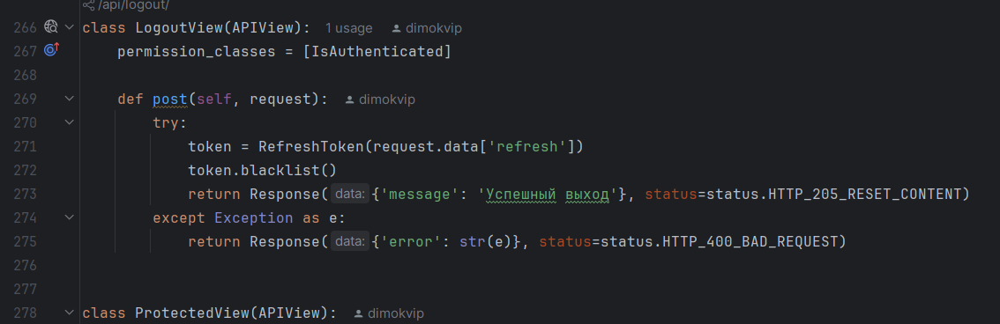 /api/logout/
266 class LogoutView(APIView): 1 usage dimokvip
267 permission_classes = [IsAuthenticated]
268
269 def post(self, request): dimokvip
270 try:
271 token = RefreshToken(request.data['refresh'])
272 token.blacklist()
273 return Response( data: {'message': 'Успешный выход'}, status=status.HTTP_205_RESET_CONTENT)
274 except Exception as e:
275 return Response( data: {'error': str(e)}, status=status.HTTP_400_BAD_REQUEST)
276
277
278 class ProtectedView(APIView): dimokvip